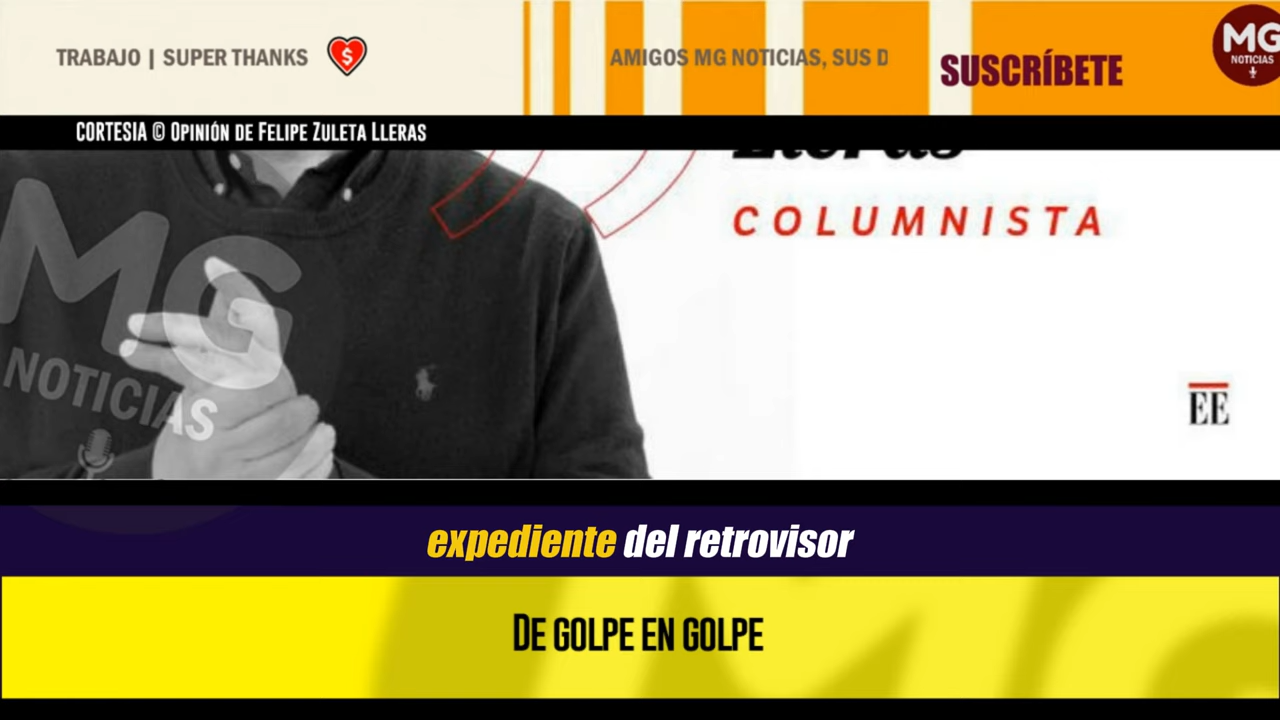 TRABAJO | SUPER THANKS
AMIGOS MG NOTICIAS, SUS D
SUSCRÍBETE
MG
NOTICIAS
CORTESIA © OPINIÓN DE FELIPE ZULETA LLERAS
Lleras
COLUMNISTA
MG
NOTICIAS
EE
expediente del retrovisor
DE GOLPE EN GOLPE